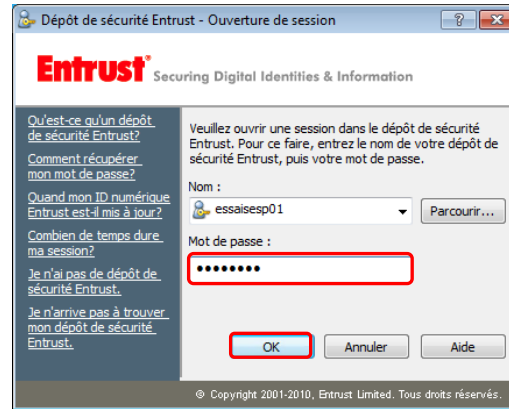 Dépôt de sécurité Entrust - Ouverture de session
Entrust® Securing Digital Identities & Information
Qu'est-ce qu'un dépôt
de sécurité Entrust?
Comment récupérer
mon mot de passe?
Quand mon ID numérique
Entrust est-il mis à jour?
Combien de temps dure
ma session?
Je n'ai pas de dépôt de
sécurité Entrust.
Je n'arrive pas à trouver
mon dépôt de sécurité
Entrust.
Veuillez ouvrir une session dans le dépôt de sécurité
Entrust. Pour ce faire, entrez le nom de votre dépôt de
sécurité Entrust, puis votre mot de passe.
Nom :
essaisesp01
Parcourir...
Mot de passe :
••••••••
OK Annuler Aide
© Copyright 2001-2010, Entrust Limited. Tous droits réservés.